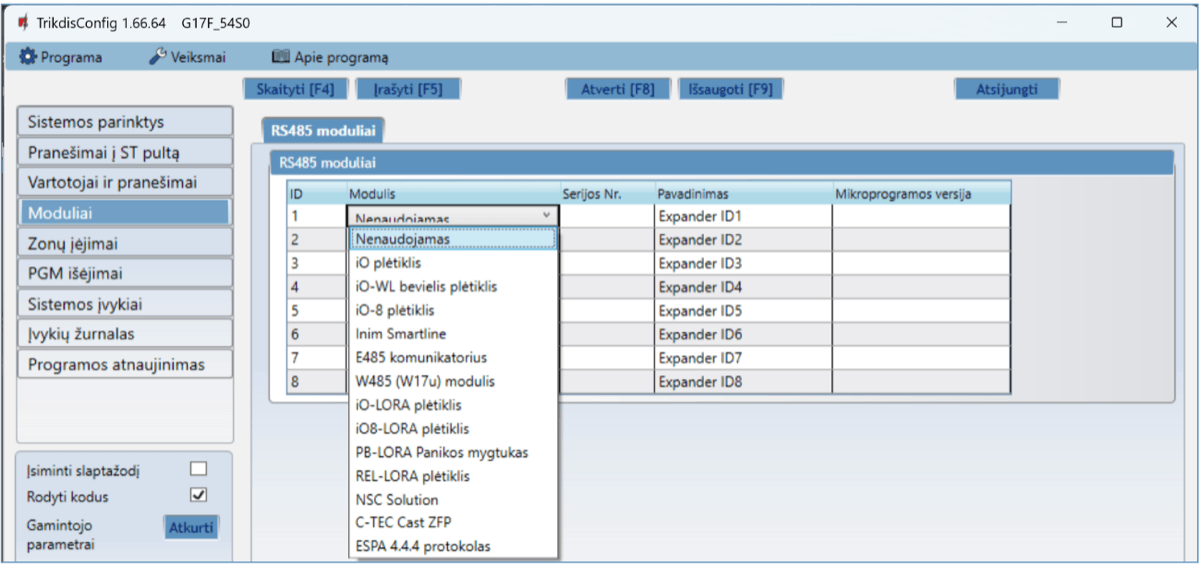 TrikdisConfig 1.66.64 G17F_54S0
Programa Veiksmai Apie programą
Skaityti [F4] Įrašyti [F5] Atverti [F8] Išsaugoti [F9] Atsijungti
Sistemos parinktys
Pranešimai į ST pultą
Vartotojai ir pranešimai
Moduliai
Zonų įėjimai
PGM išėjimai
Sistemos įvykiai
Įvykių žurnalas
Programos atnaujinimas
Įsiminti slaptažodį
Rodyti kodus
Gamintojo
parametrai
Atkurti
RS485 moduliai
RS485 moduliai
ID Modulis Serijos Nr. Pavadinimas Mikroprogramos versija
1 Nenaudojamas Expander ID1
2 Nenaudojamas Expander ID2
3 iO plėtiklis Expander ID3
4 iO-WL bevielis plėtiklis Expander ID4
5 iO-8 plėtiklis Expander ID5
6 Inim Smartline Expander ID6
7 E485 komunikatorius Expander ID7
8 W485 (W17u) modulis Expander ID8
iO-LORA plėtiklis
iO8-LORA plėtiklis
PB-LORA Panikos mygtukas
REL-LORA plėtiklis
NSC Solution
C-TEC Cast ZFP
ESPA 4.4.4 protokolas